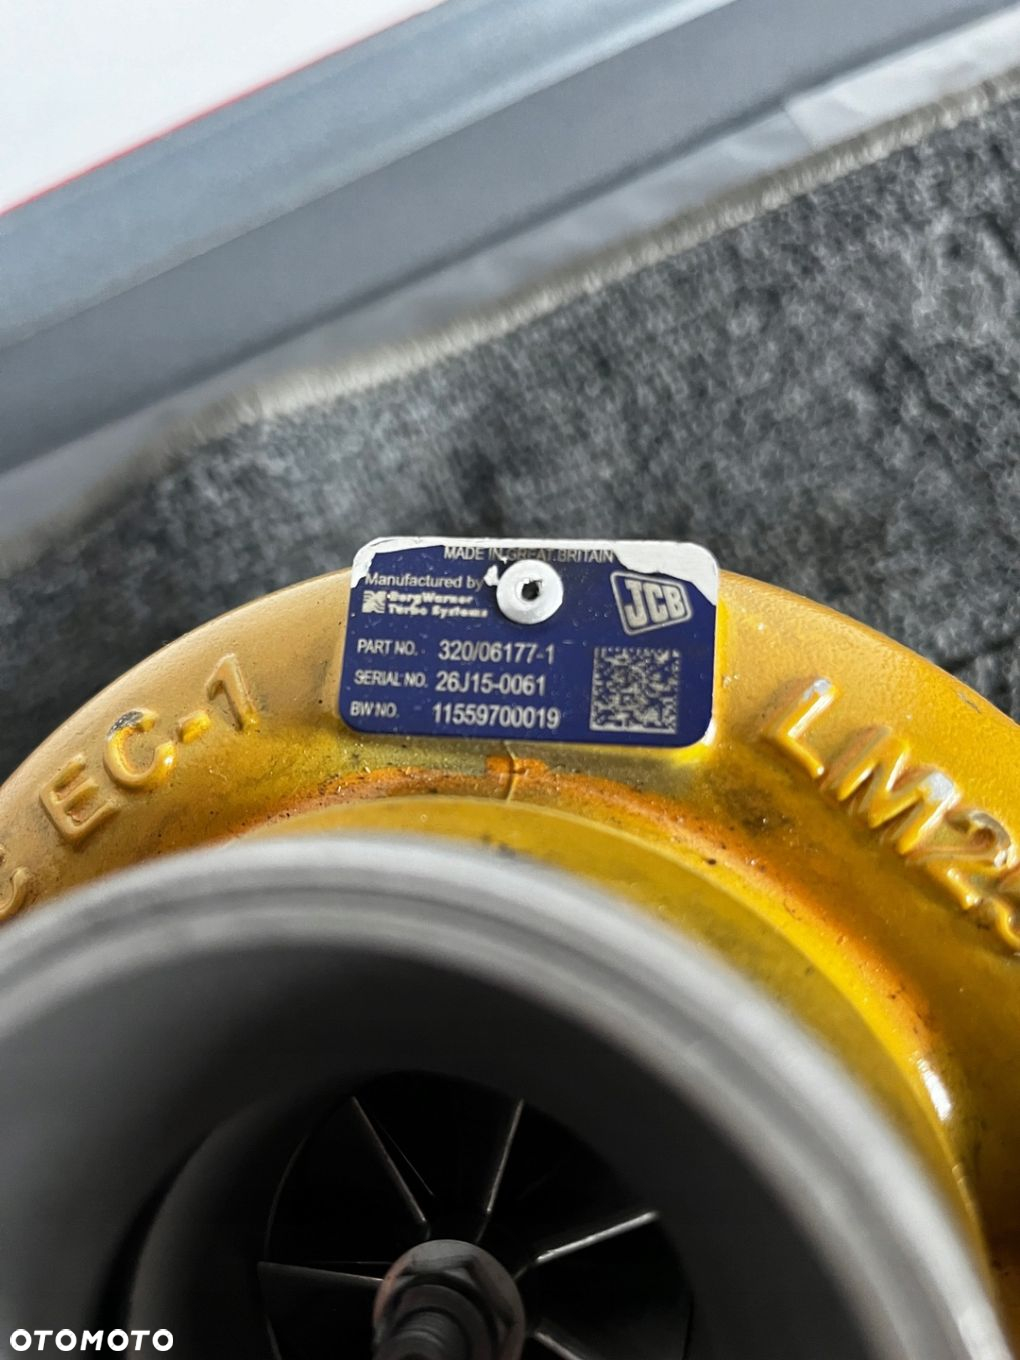 MADE IN GREAT BRITAIN
Manufactured by
BorgWarner
Turbo Systems
JCB
PART NO. 320/06177-1
SERIAL NO. 26J15-0061
BW NO. 11559700019
EC-1
LM2
OTOMOTO